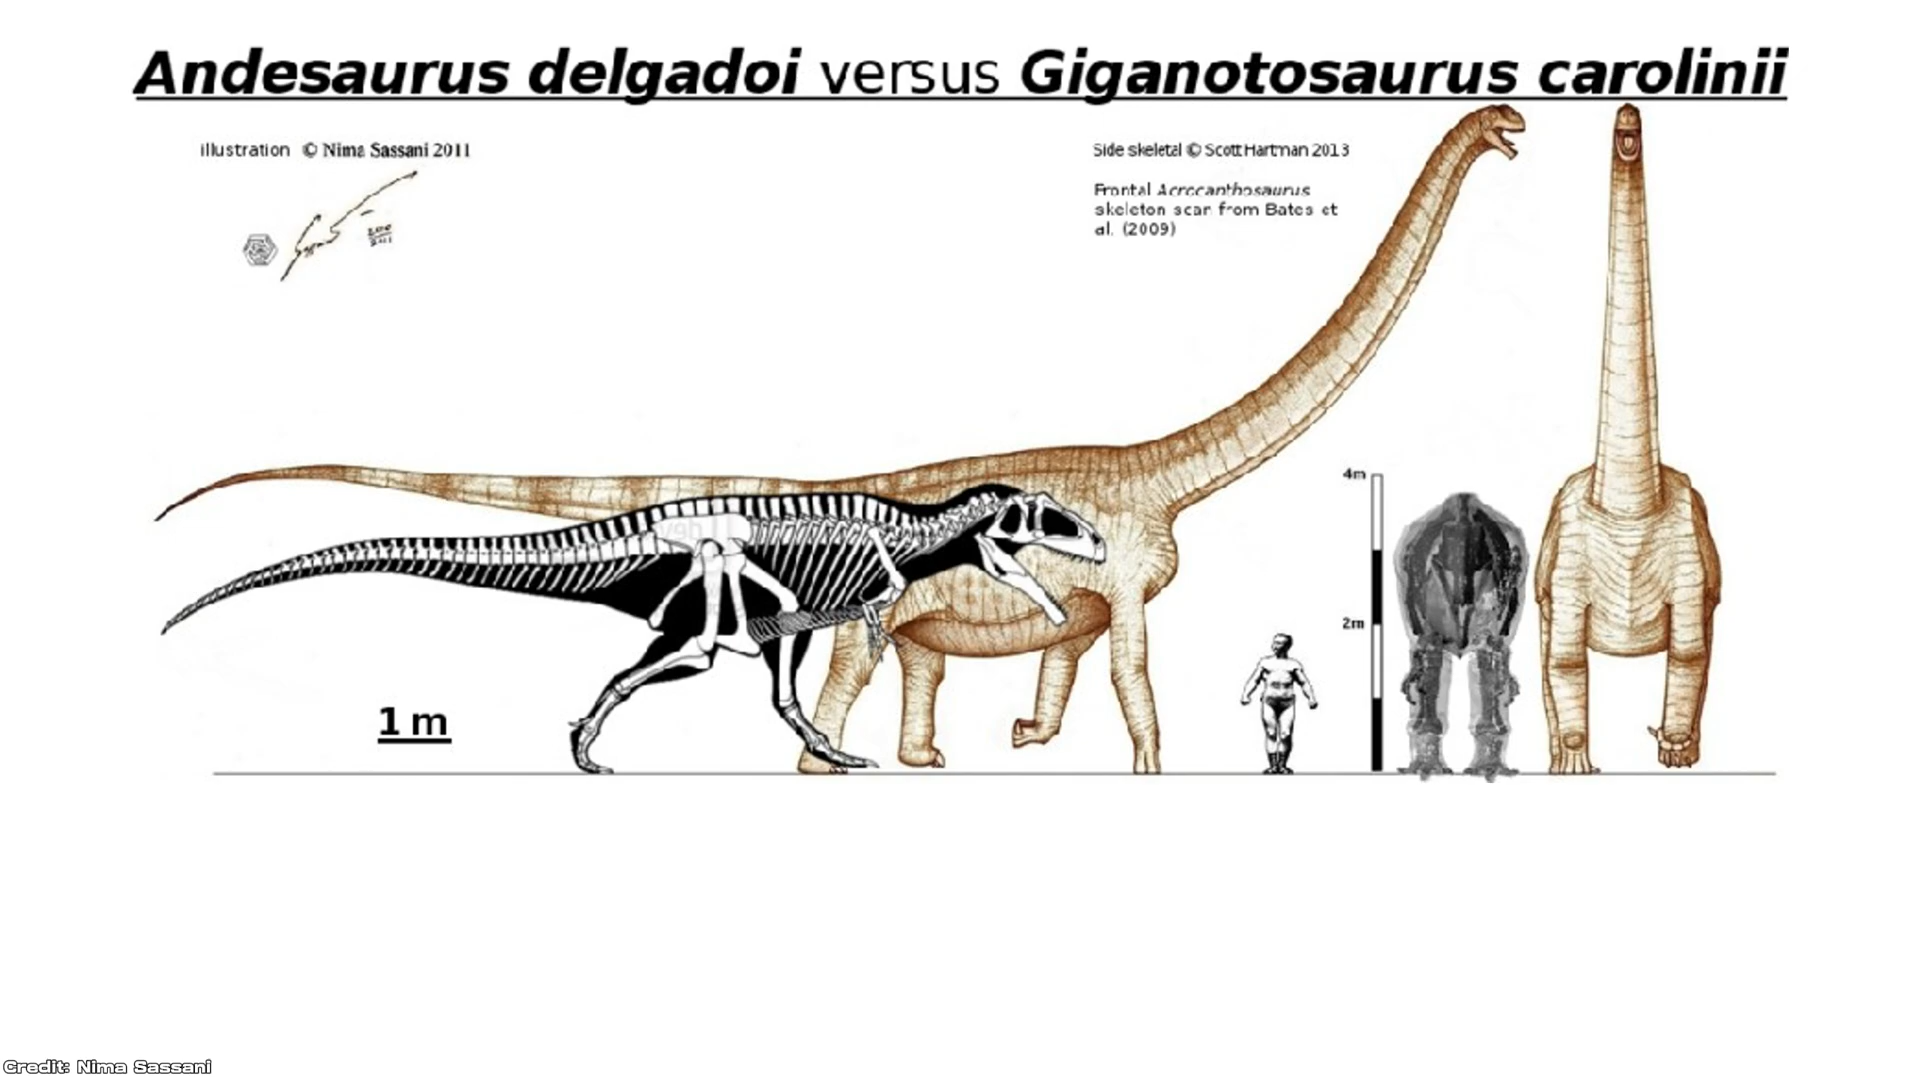 Andesaurus delgadoi versus Giganotosaurus carolinii
illustration © Nima Sassani 2011
Side skeletal © Scott Hartman 2013
Frontal Acrocanthosaurus
skeleton scan from Bates et
al. (2009)
4m
2m
1 m
Credit: Nima Sassani